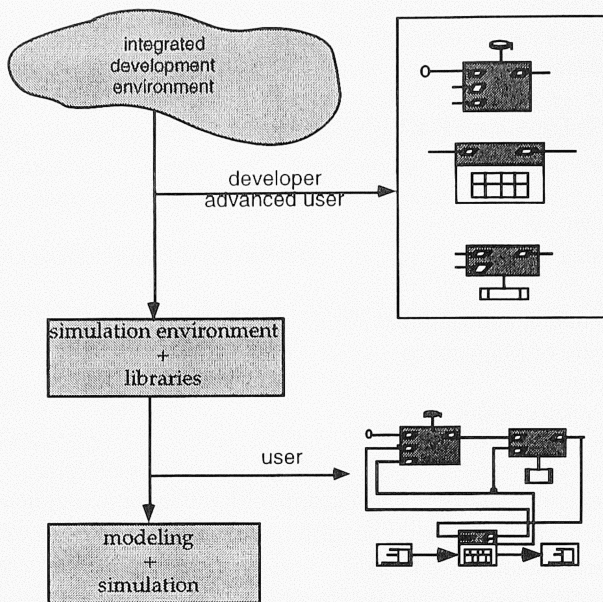 integrated
development
environment
developer
advanced user
simulation environment
+
libraries
user
modeling
+
simulation